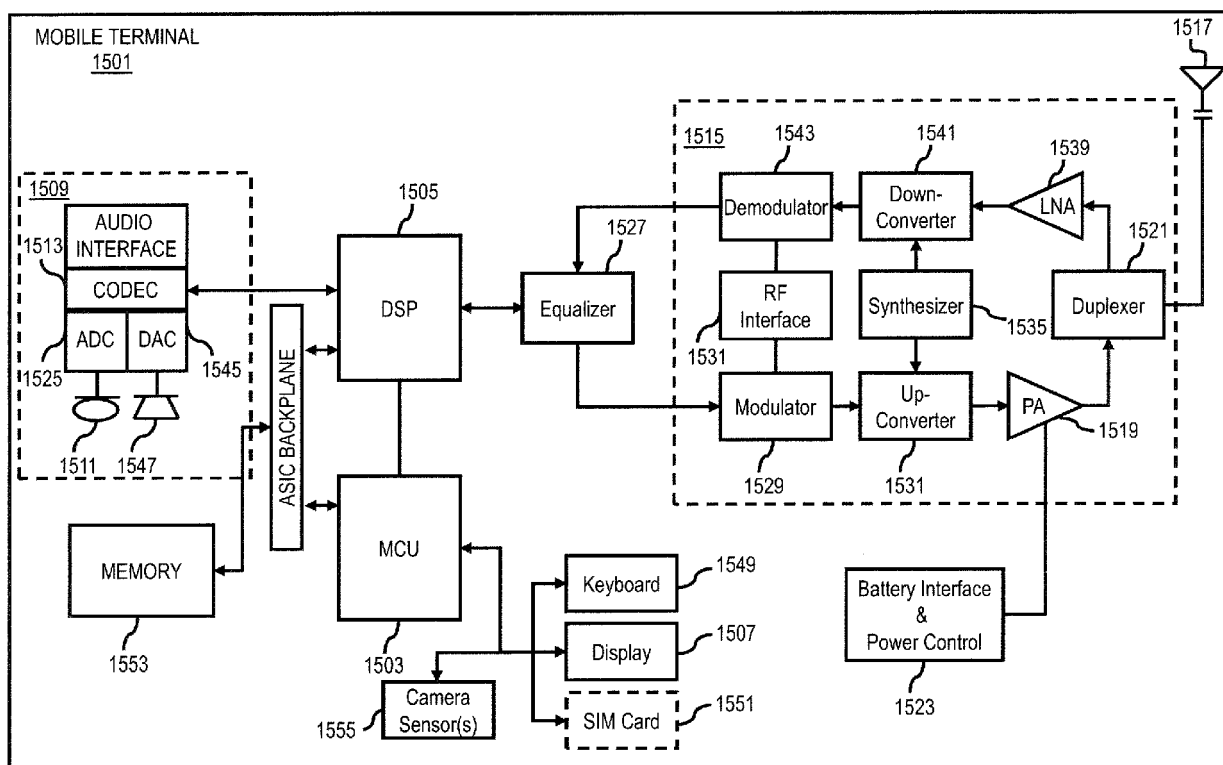 MOBILE TERMINAL
1501
1517
1515
1543
1541
1539
1509
AUDIO
INTERFACE
1513
CODEC
ADC
DAC
1525
1545
1511
1547
1505
DSP
1527
Equalizer
Demodulator
Down-
Converter
LNA
1521
RF
Interface
1531
Synthesizer
1535
Duplexer
Modulator
Up-
Converter
PA
1519
1529
1531
ASIC BACKPLANE
MEMORY
1553
MCU
1503
Keyboard
1549
Display
1507
Camera
Sensor(s)
1555
SIM Card
1551
Battery Interface
&
Power Control
1523